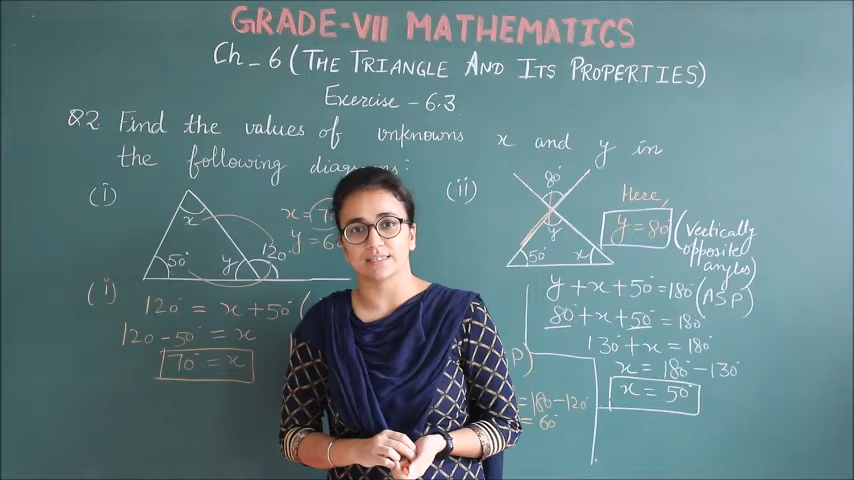 GRADE-VII MATHEMATICS
Ch_6 (THE TRIANGLE AND ITS PROPERTIES)
Exercise - 6.3
Q2 Find the values of unknowns x and y in
the following diagrams:
(i)
x
50°
y
120°
x = 70
y = 6
(i)
120° = x + 50° (
120 - 50° = x
70° = x
P)
= 180 - 120°
= 60°
(ii)
80°
y
50°
x
Here,
y = 80 (vertically
opposite
angles)
y + x + 50° = 180° (ASP)
80 + x + 50° = 180°
130° + x = 180°
x = 180° - 130°
x = 50°